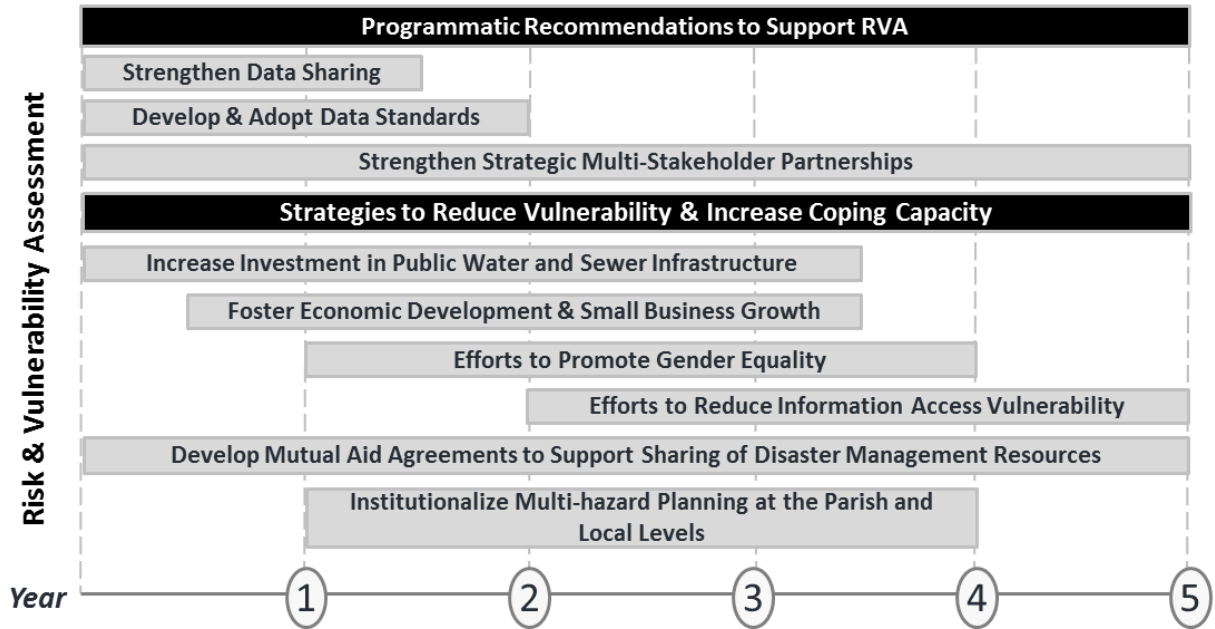 Programmatic Recommendations to Support RVA
Strengthen Data Sharing
Develop & Adopt Data Standards
Strengthen Strategic Multi-Stakeholder Partnerships
Strategies to Reduce Vulnerability & Increase Coping Capacity
Increase Investment in Public Water and Sewer Infrastructure
Foster Economic Development & Small Business Growth
Efforts to Promote Gender Equality
Efforts to Reduce Information Access Vulnerability
Develop Mutual Aid Agreements to Support Sharing of Disaster Management Resources
Institutionalize Multi-hazard Planning at the Parish and
Local Levels
Risk & Vulnerability Assessment
Year 1 2 3 4 5